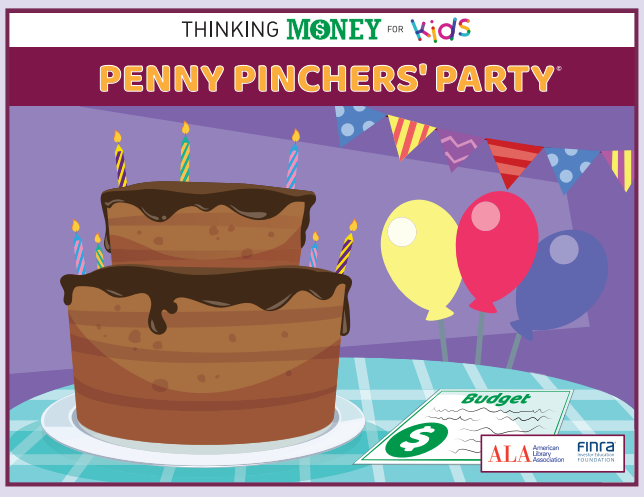 THINKING MONEY FOR kids
PENNY PINCHERS' PARTY©
Budget
$
ALA American
Library
Association
FINRA
Investor Education
FOUNDATION